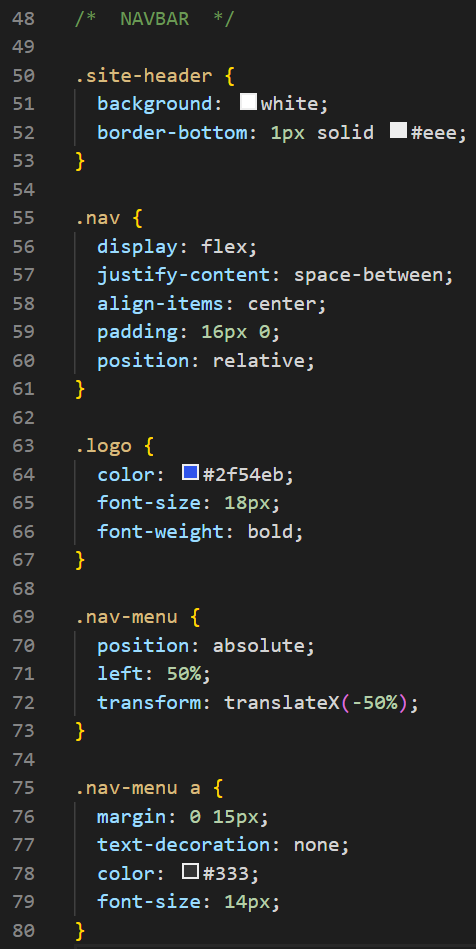 48 /*  NAVBAR  */
49
50 .site-header {
51   background: white;
52   border-bottom: 1px solid #eee;
53 }
54
55 .nav {
56   display: flex;
57   justify-content: space-between;
58   align-items: center;
59   padding: 16px 0;
60   position: relative;
61 }
62
63 .logo {
64   color: #2f54eb;
65   font-size: 18px;
66   font-weight: bold;
67 }
68
69 .nav-menu {
70   position: absolute;
71   left: 50%;
72   transform: translateX(-50%);
73 }
74
75 .nav-menu a {
76   margin: 0 15px;
77   text-decoration: none;
78   color: #333;
79   font-size: 14px;
80 }